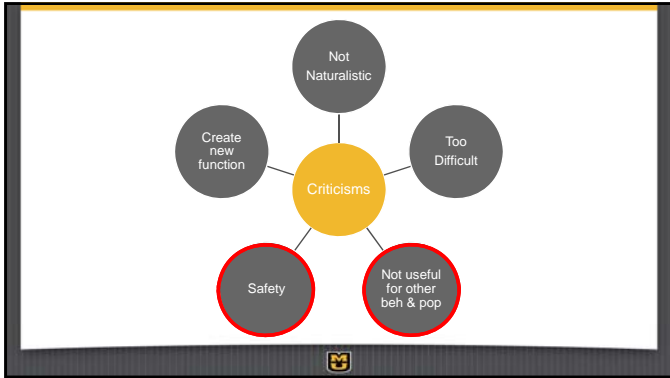 Not
Naturalistic
Create
new
function
Too
Difficult
Criticisms
Safety
Not useful
for other
beh & pop